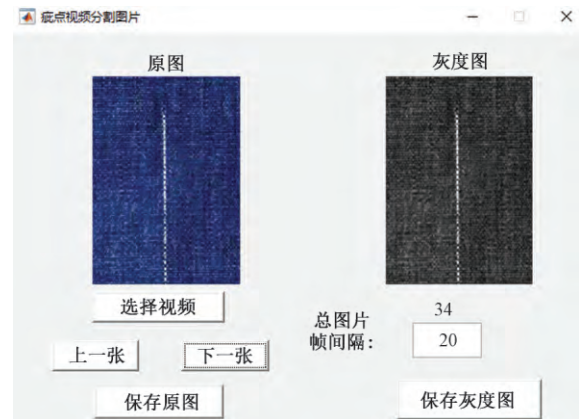 疵点视频分割图片
原图
灰度图
选择视频
上一张
下一张
保存原图
总图片
34
帧间隔：
20
保存灰度图